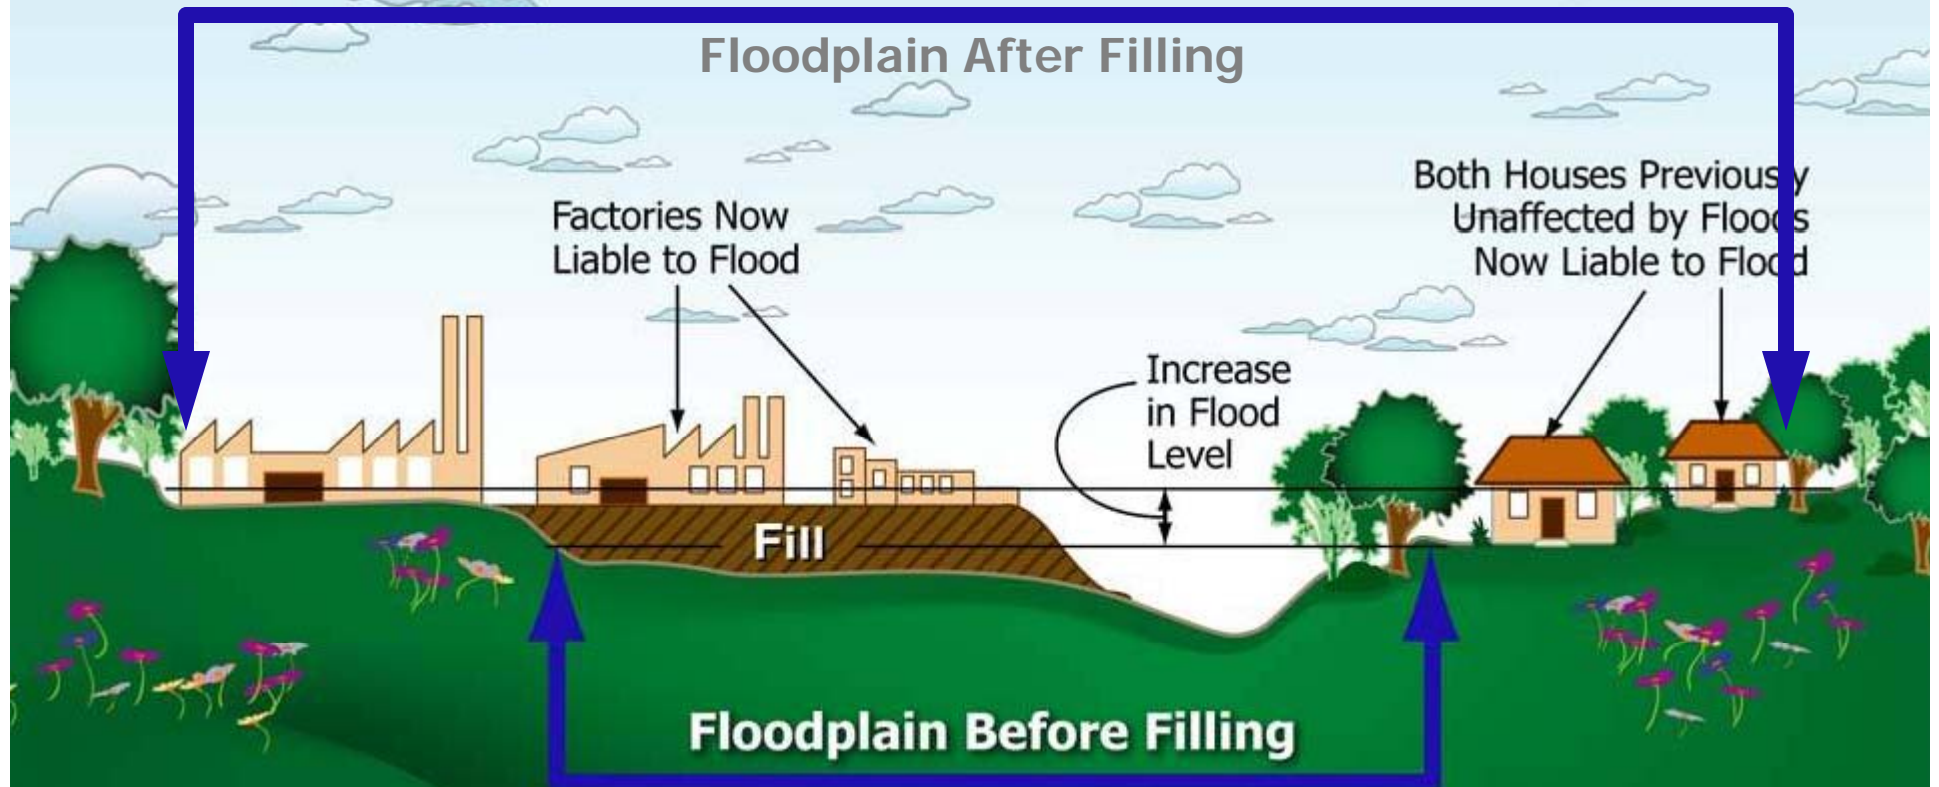 Floodplain After Filling
Factories Now
Liable to Flood
Both Houses Previously
Unaffected by Floods
Now Liable to Flood
Increase
in Flood
Level
Fill
Floodplain Before Filling